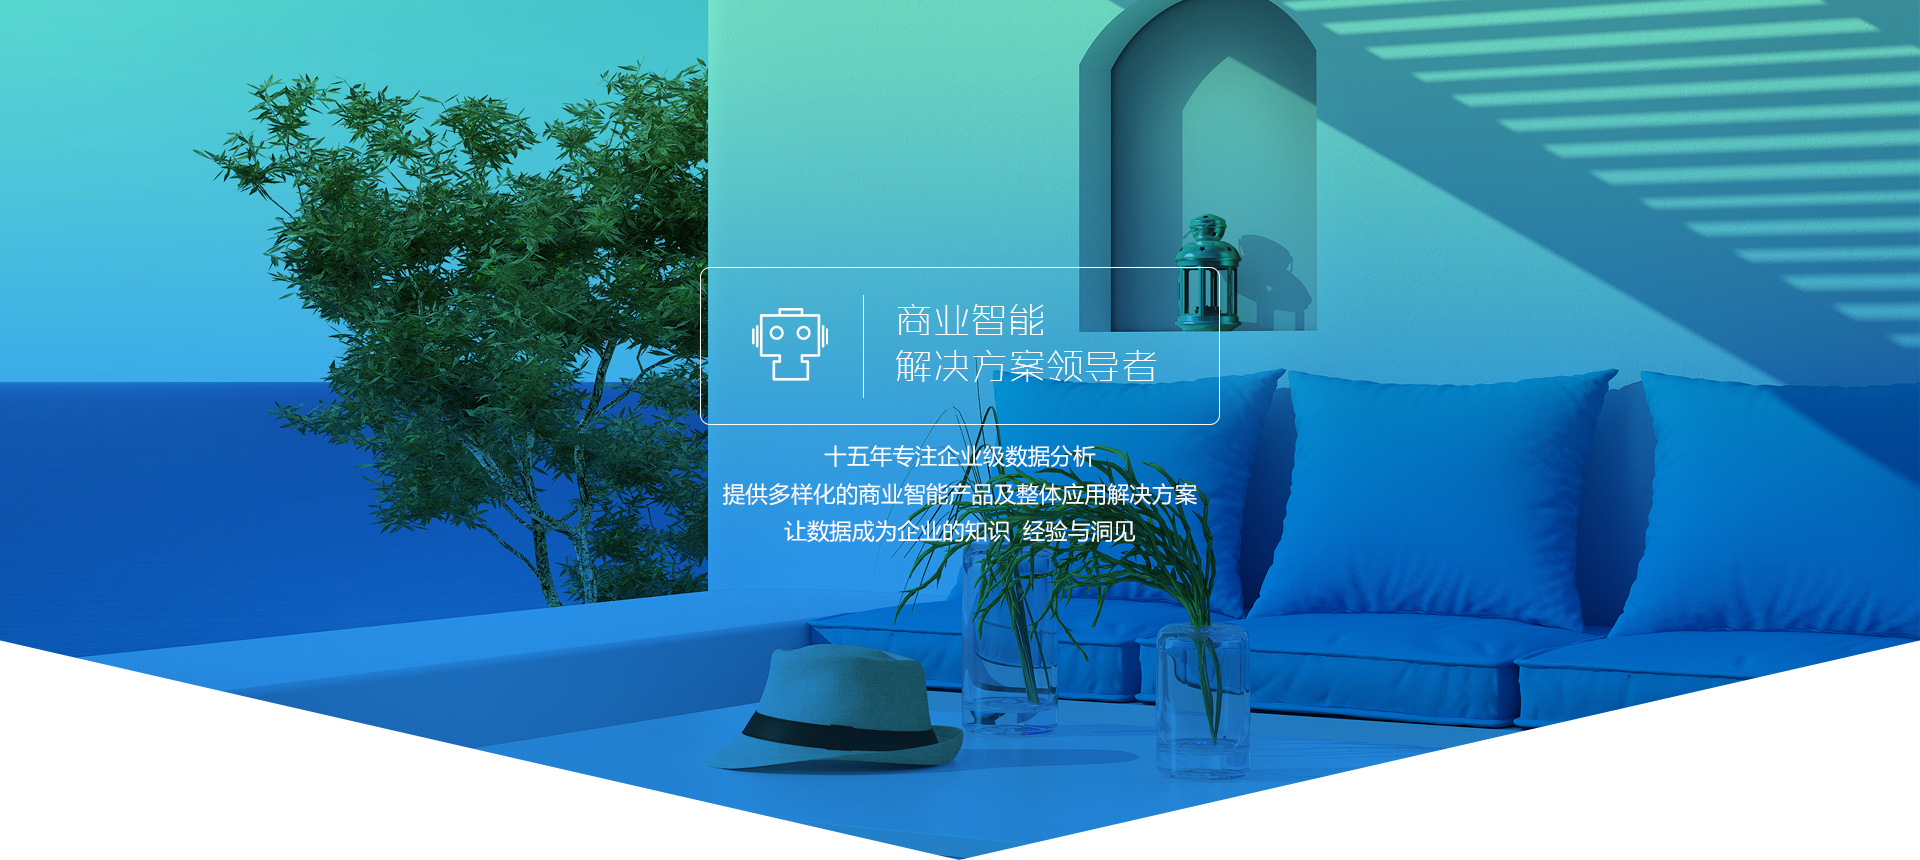 商业智能
解决方案领导者
十五年专注企业级数据分析
提供多样化的商业智能产品及整体应用解决方案
让数据成为企业的知识 经验与洞见